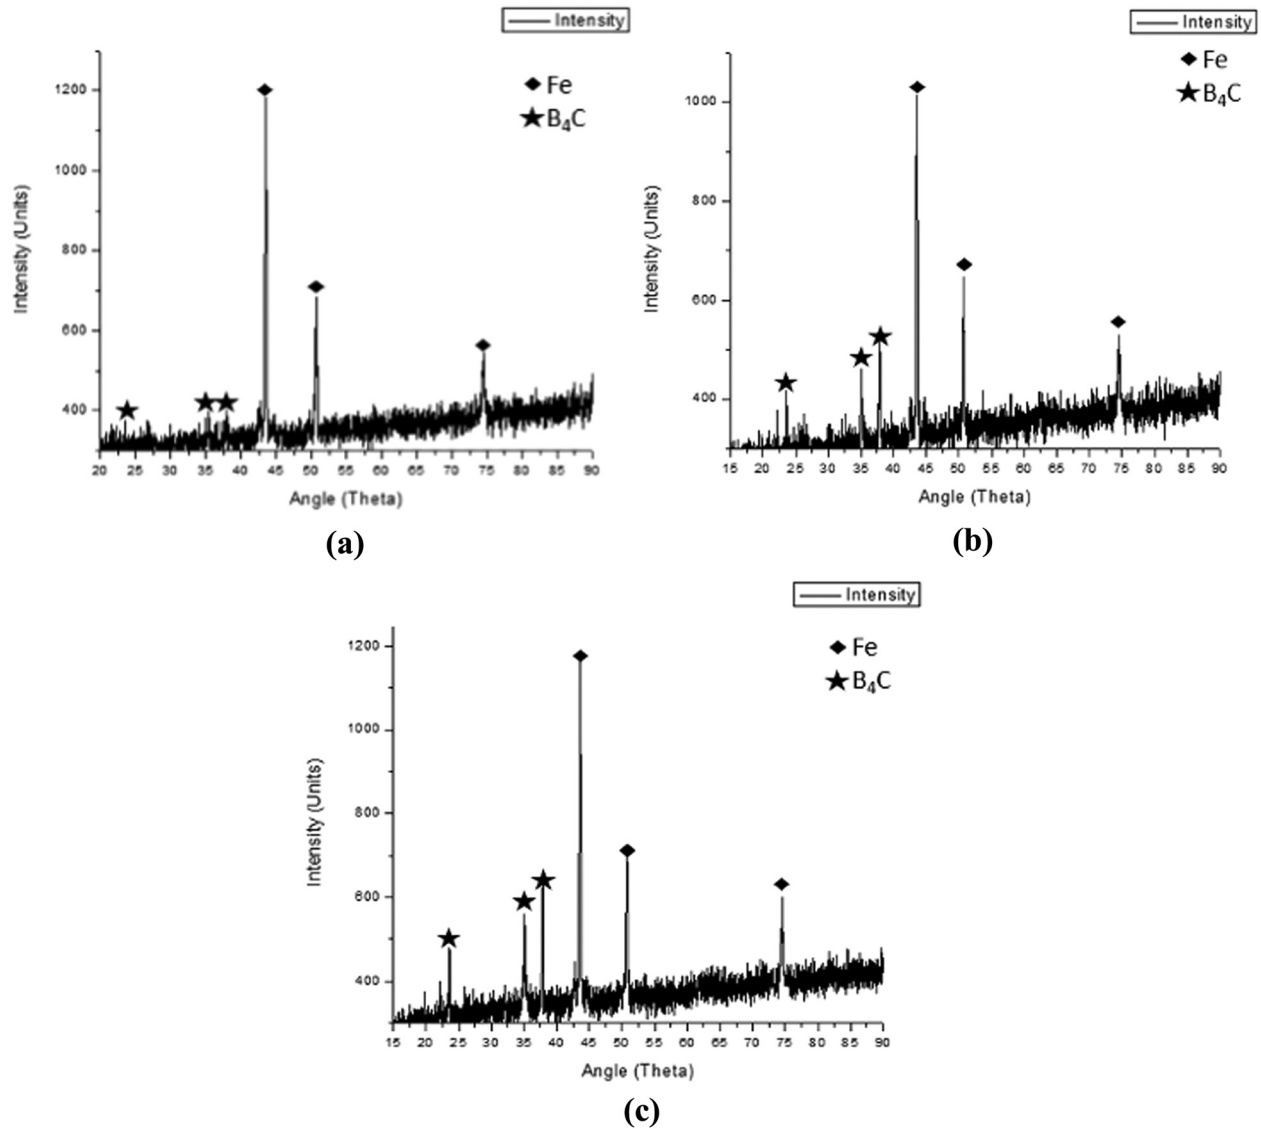 Intensity
Fe
B₄C
1200
1000
800
600
400
Intensity (Units)
20 25 30 35 40 45 50 55 60 65 70 75 80 85 90
Angle (Theta)
(a)
Intensity
Fe
B₄C
1000
800
600
400
Intensity (Units)
15 20 25 30 35 40 45 50 55 60 65 70 75 80 85 90
Angle (Theta)
(b)
Intensity
Fe
B₄C
1200
1000
800
600
400
Intensity (Units)
15 20 25 30 35 40 45 50 55 60 65 70 75 80 85 90
Angle (Theta)
(c)